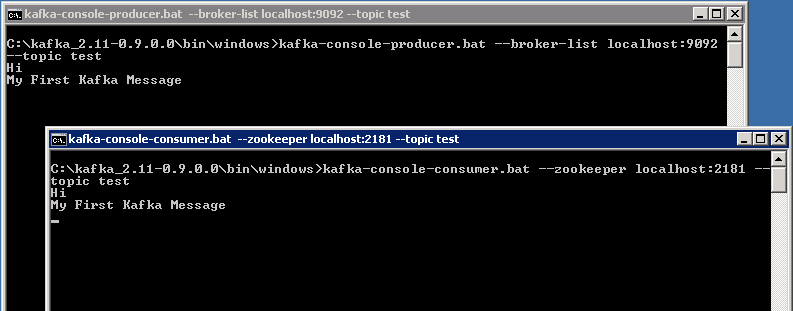 kafka-console-producer.bat --broker-list localhost:9092 --topic test
C:\kafka_2.11-0.9.0.0\bin\windows>kafka-console-producer.bat --broker-list localhost:9092
--topic test
Hi
My First Kafka Message
kafka-console-consumer.bat --zookeeper localhost:2181 --topic test
C:\kafka_2.11-0.9.0.0\bin\windows>kafka-console-consumer.bat --zookeeper localhost:2181 --
topic test
Hi
My First Kafka Message